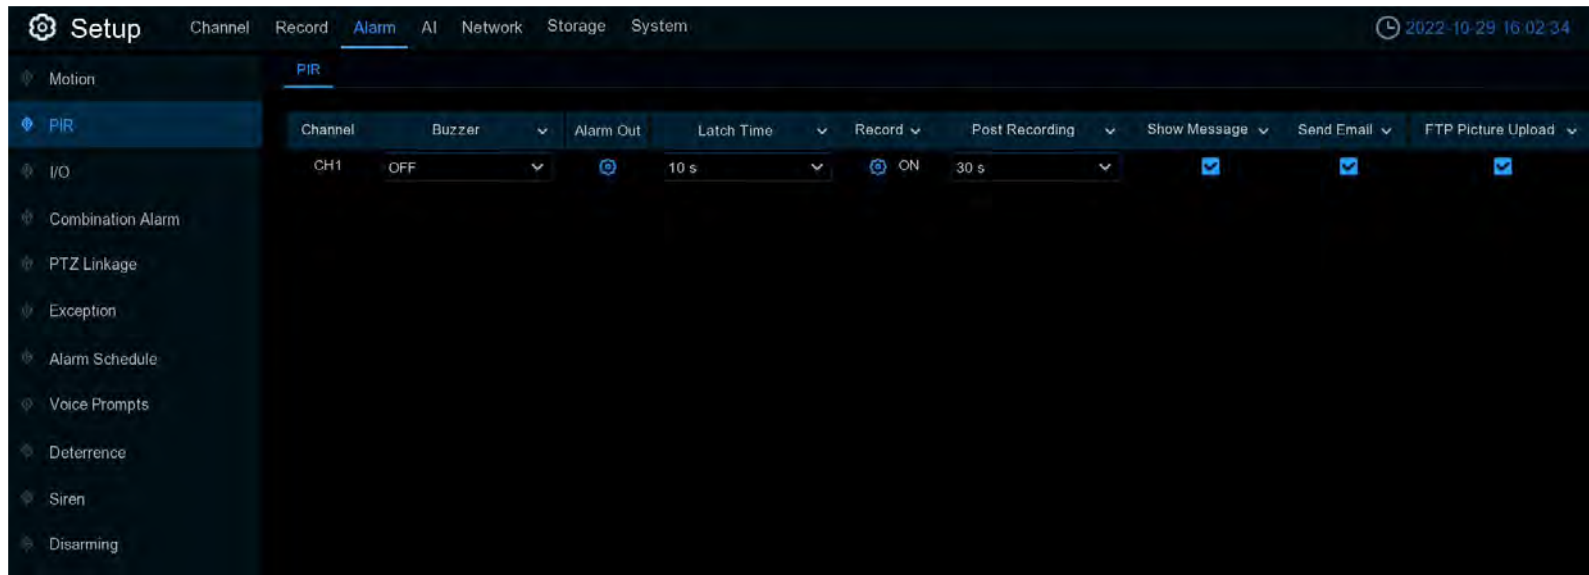 Setup Channel Record Alarm AI Network Storage System 2022-10-29 16:02:34
Motion
PIR
I/O
Combination Alarm
PTZ Linkage
Exception
Alarm Schedule
Voice Prompts
Deterrence
Siren
Disarming
PIR
Channel Buzzer Alarm Out Latch Time Record Post Recording Show Message Send Email FTP Picture Upload
CH1 OFF 10 s ON 30 s